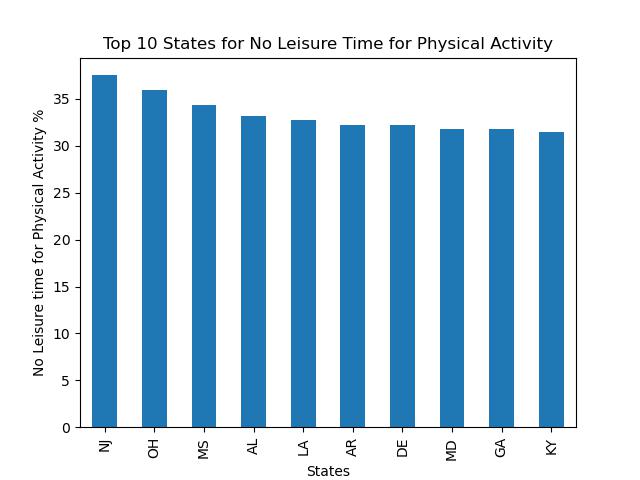 Top 10 States for No Leisure Time for Physical Activity
No Leisure time for Physical Activity %
35
30
25
20
15
10
5
0
NJ
OH
MS
AL
LA
AR
DE
MD
GA
KY
States